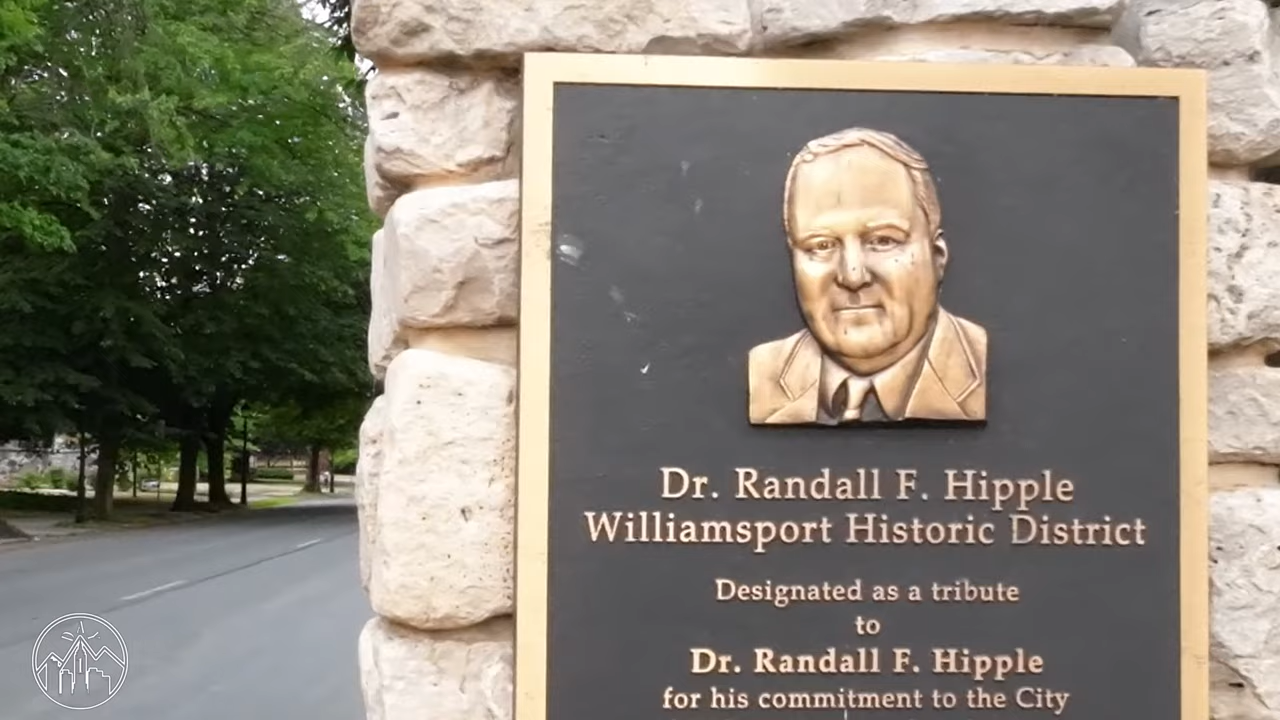 Dr. Randall F. Hipple
Williamsport Historic District
Designated as a tribute
to
Dr. Randall F. Hipple
for his commitment to the City